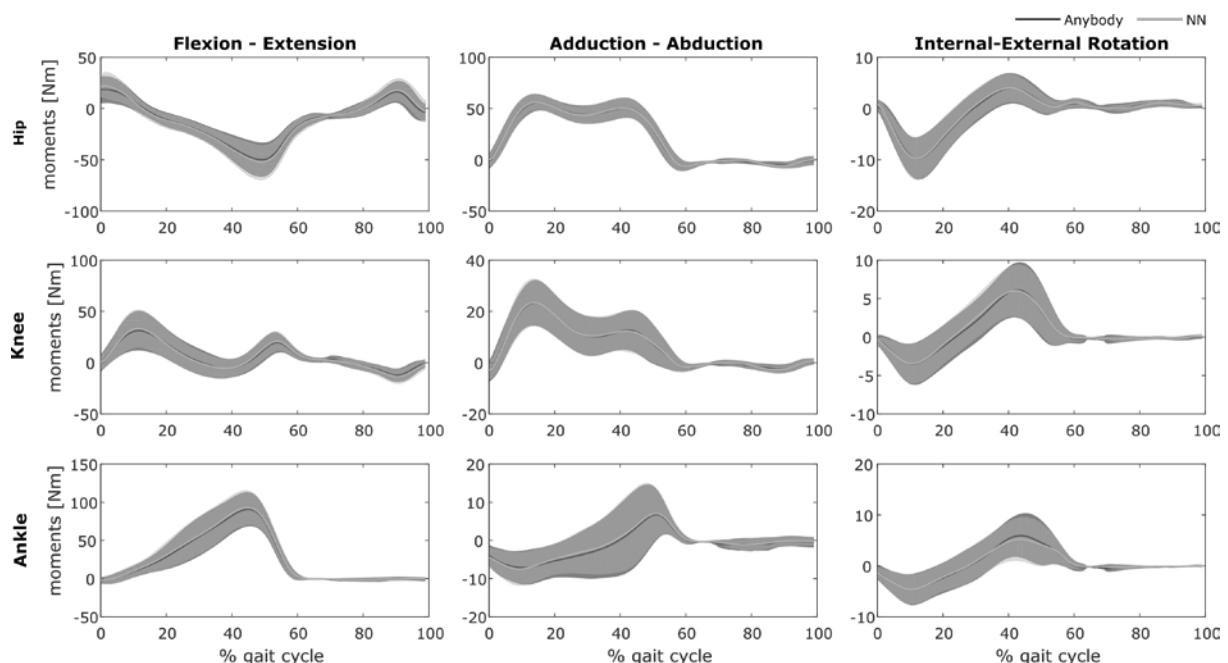 Anybody NN
Flexion - Extension Adduction - Abduction Internal-External Rotation
Hip
moments [Nm]
50
0
-50
-100
0 20 40 60 80 100
100
50
0
-50
0 20 40 60 80 100
10
0
-10
-20
0 20 40 60 80 100
Knee
moments [Nm]
100
50
0
-50
0 20 40 60 80 100
40
20
0
-20
0 20 40 60 80 100
10
5
0
-5
-10
0 20 40 60 80 100
Ankle
moments [Nm]
150
100
50
0
-50
0 20 40 60 80 100
% gait cycle
20
10
0
-10
-20
0 20 40 60 80 100
% gait cycle
20
10
0
-10
0 20 40 60 80 100
% gait cycle